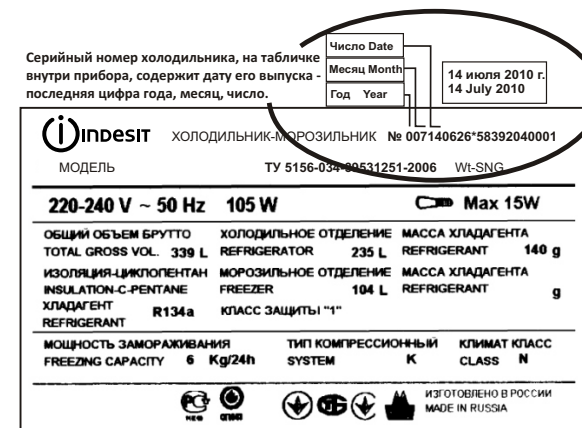 Серийный номер холодильника, на табличке
внутри прибора, содержит дату его выпуска -
последняя цифра года, месяц, число.
Число Date
Месяц Month
Год Year
14 июля 2010 г.
14 July 2010
indesit ХОЛОДИЛЬНИК-МОРОЗИЛЬНИК № 007140626*58392040001
МОДЕЛЬ ТУ 5156-034-69531251-2006 Wt-SNG
220-240 V ~ 50 Hz 105 W Max 15W
ОБЩИЙ ОБЪЕМ БРУТТО ХОЛОДИЛЬНОЕ ОТДЕЛЕНИЕ МАССА ХЛАДАГЕНТА
TOTAL GROSS VOL. 339 L REFRIGERATOR 235 L REFRIGERANT 140 g
ИЗОЛЯЦИЯ-ЦИКЛОПЕНТАН МОРОЗИЛЬНОЕ ОТДЕЛЕНИЕ МАССА ХЛАДАГЕНТА
INSULATION-C-PENTANE FREEZER 104 L REFRIGERANT g
ХЛАДАГЕНТ R134a КЛАСС ЗАЩИТЫ "1"
REFRIGERANT
МОЩНОСТЬ ЗАМОРАЖИВАНИЯ ТИП КОМПРЕССИОННЫЙ КЛИМАТ КЛАСС
FREEZING CAPACITY 6 Kg/24h SYSTEM K CLASS N
ИЗГОТОВЛЕНО В РОССИИ
MADE IN RUSSIA